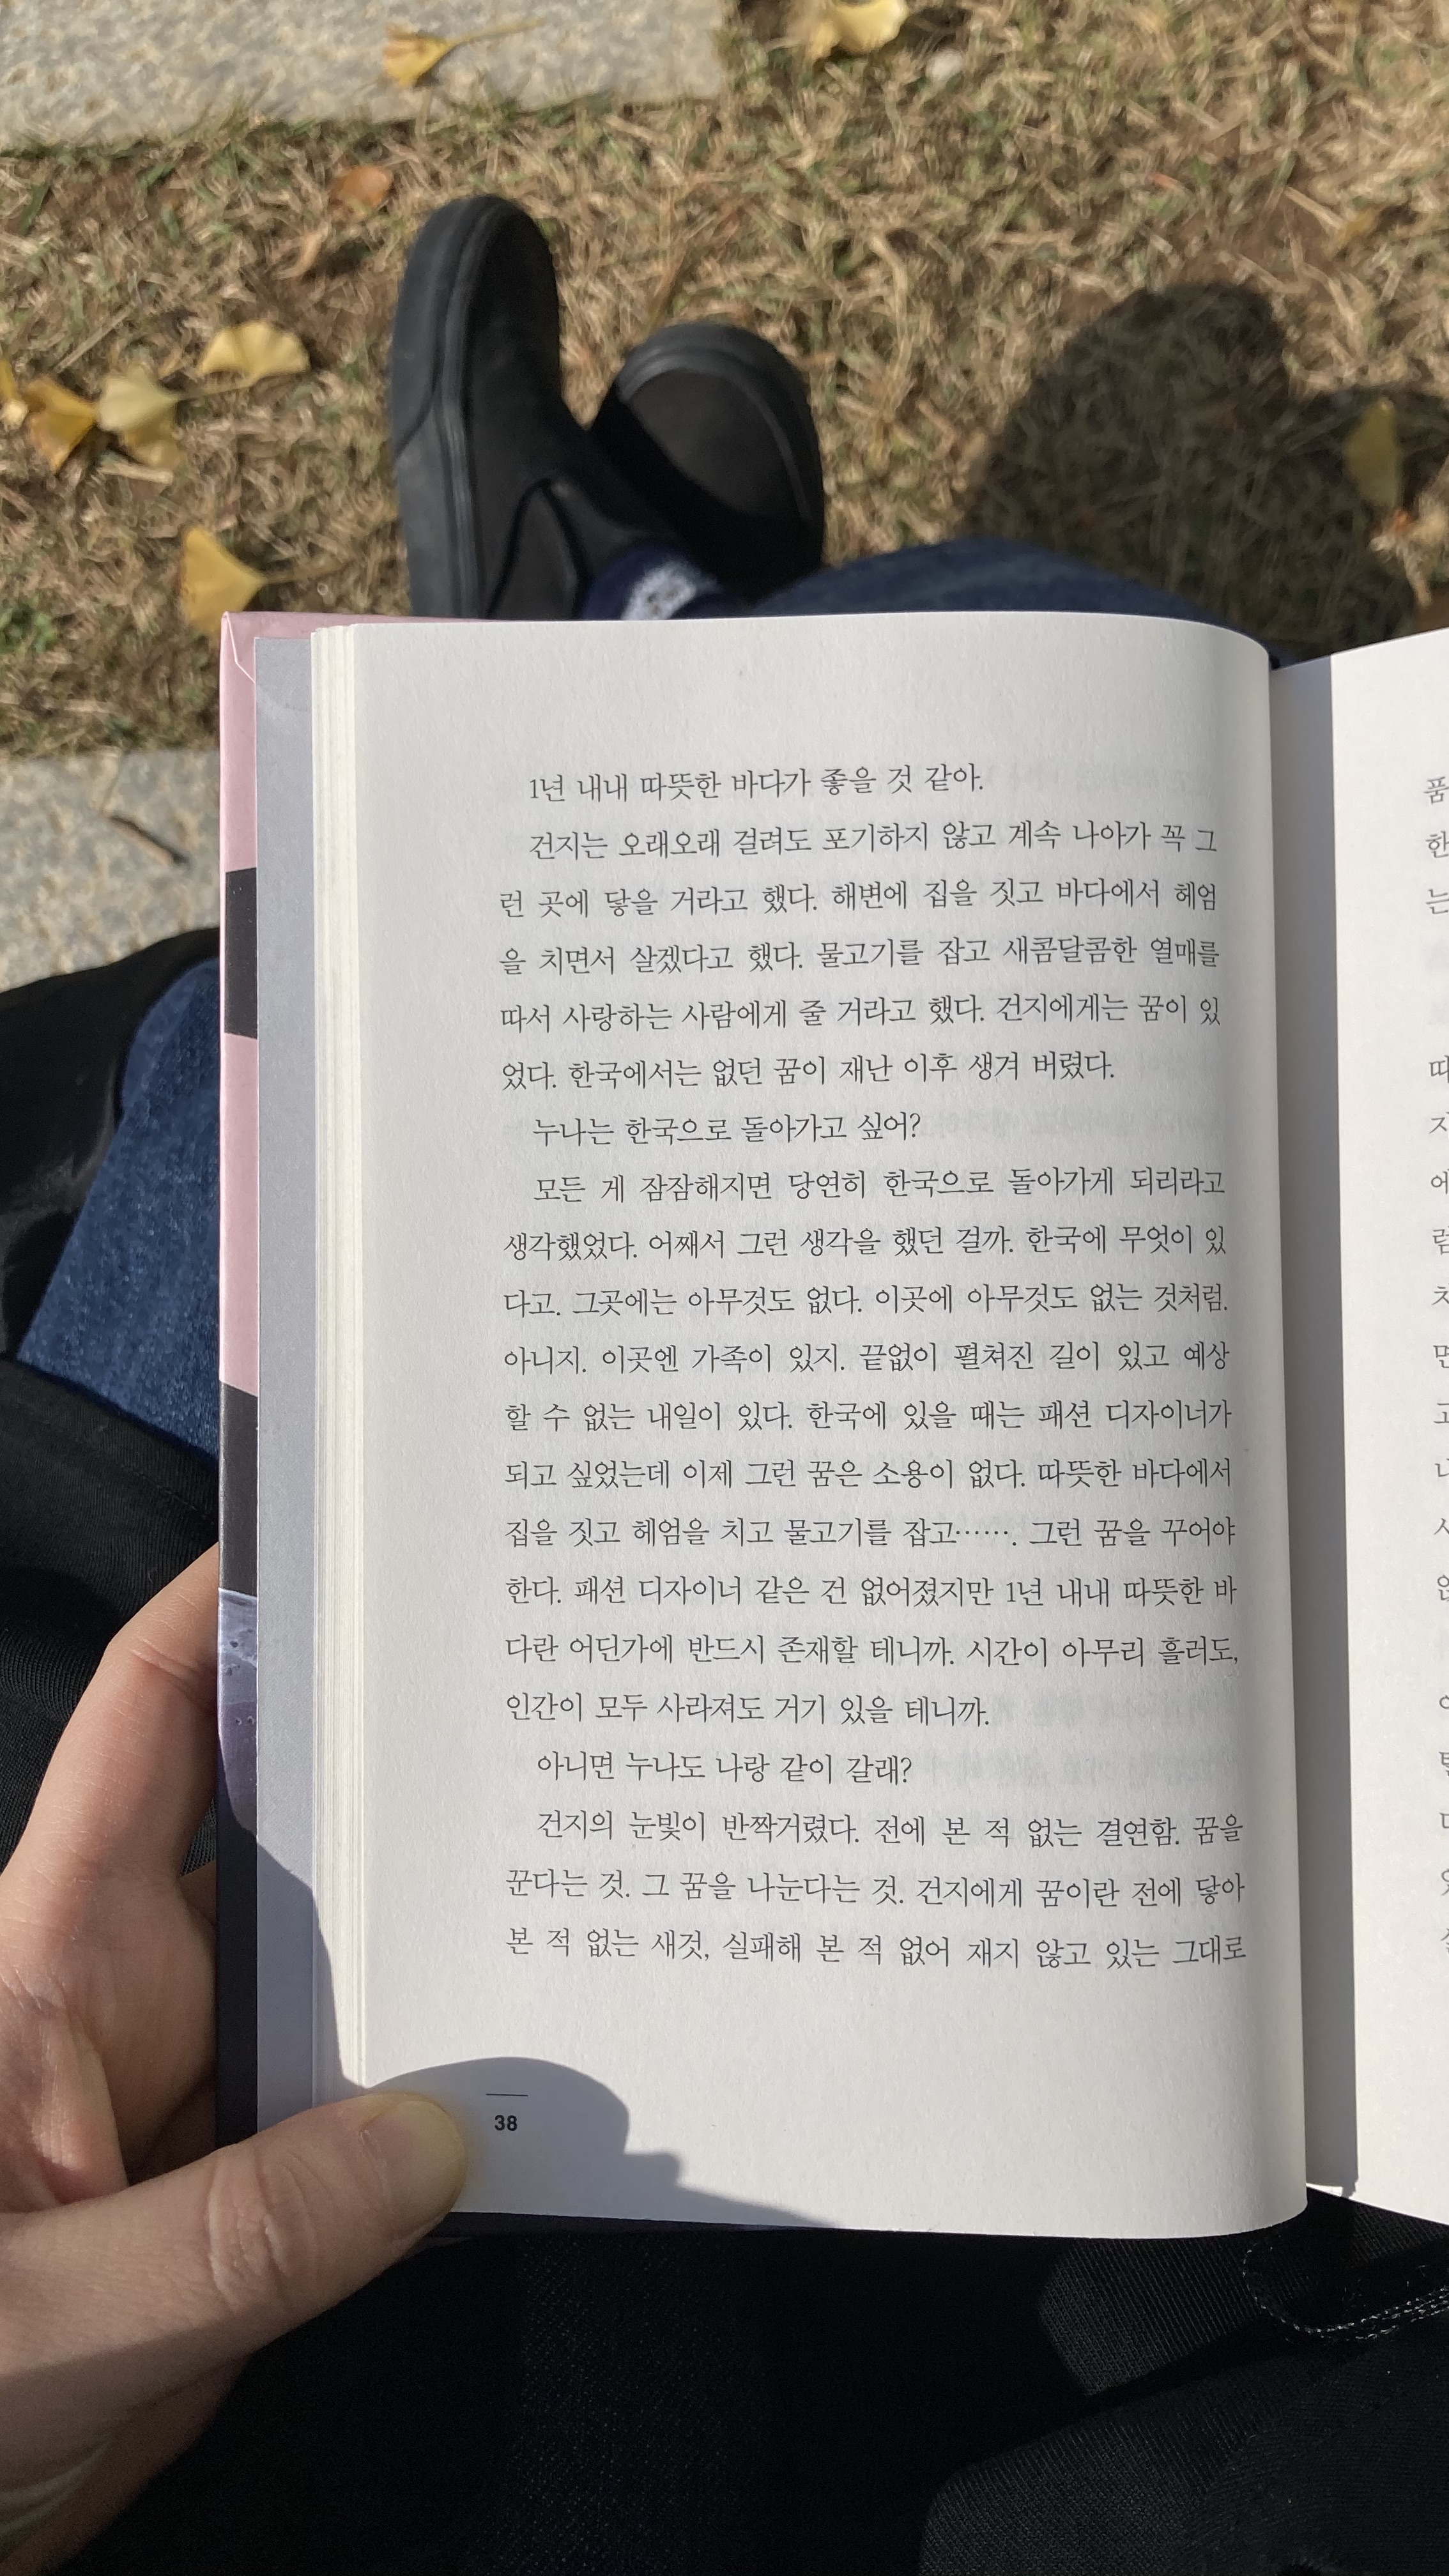 1년 내내 따뜻한 바다가 좋을 것 같아.
건지는 오래오래 걸려도 포기하지 않고 계속 나아가 꼭 그
런 곳에 닿을 거라고 했다. 해변에 집을 짓고 바다에서 헤엄
을 치면서 살겠다고 했다. 물고기를 잡고 새콤달콤한 열매를
따서 사랑하는 사람에게 줄 거라고 했다. 건지에게는 꿈이 있
었다. 한국에서는 없던 꿈이 재난 이후 생겨 버렸다.
누나는 한국으로 돌아가고 싶어?
모든 게 잠잠해지면 당연히 한국으로 돌아가게 되리라고
생각했었다. 어째서 그런 생각을 했던 걸까. 한국에 무엇이 있
다고. 그곳에는 아무것도 없다. 이곳에 아무것도 없는 것처럼.
아니지. 이곳엔 가족이 있지. 끝없이 펼쳐진 길이 있고 예상
할 수 없는 내일이 있다. 한국에 있을 때는 패션 디자이너가
되고 싶었는데 이제 그런 꿈은 소용이 없다. 따뜻한 바다에서
집을 짓고 헤엄을 치고 물고기를 잡고……. 그런 꿈을 꾸어야
한다. 패션 디자이너 같은 건 없어졌지만 1년 내내 따뜻한 바
다란 어딘가에 반드시 존재할 테니까. 시간이 아무리 흘러도,
인간이 모두 사라져도 거기 있을 테니까.
아니면 누나도 나랑 같이 갈래?
건지의 눈빛이 반짝거렸다. 전에 본 적 없는 결연함. 꿈을
꾼다는 것. 그 꿈을 나눈다는 것. 건지에게 꿈이란 전에 닿아
본 적 없는 새것, 실패해 본 적 없어 재지 않고 있는 그대로
38